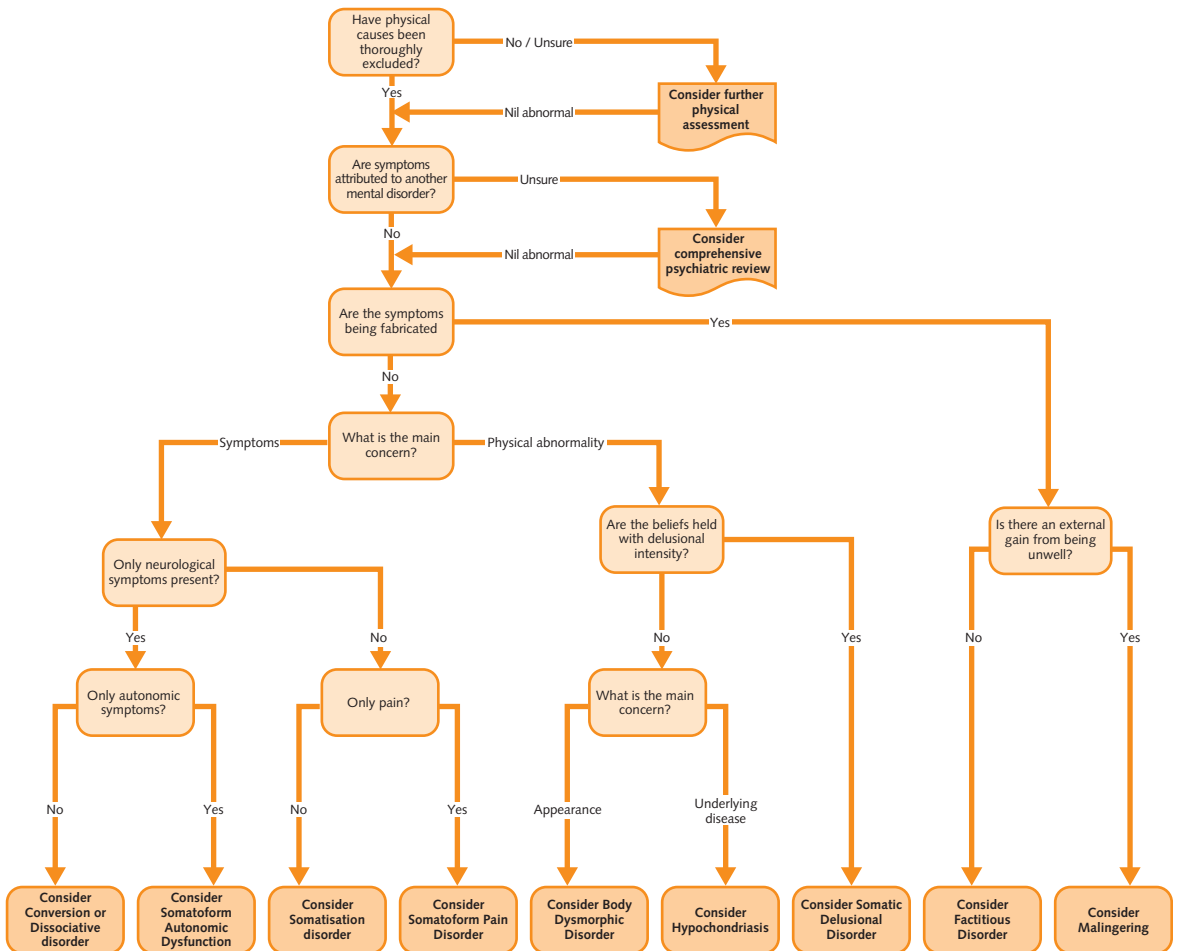 Have physical
causes been
thoroughly
excluded?
No / Unsure
Yes
Consider further
physical
assessment
Nil abnormal
Are symptoms
attributed to another
mental disorder?
Unsure
No
Consider
comprehensive
psychiatric review
Nil abnormal
Are the symptoms
being fabricated
Yes
No
What is the main
concern?
Symptoms
Physical abnormality
Are the beliefs held
with delusional
intensity?
Is there an external
gain from being
unwell?
Only neurological
symptoms present?
Yes
No
No
Yes
No
Yes
Only autonomic
symptoms?
Only pain?
What is the main
concern?
No
Yes
No
Yes
Appearance
Underlying
disease
Consider
Conversion or
Dissociative
disorder
Consider
Somatoform
Autonomic
Dysfunction
Consider
Somatisation
disorder
Consider
Somatoform Pain
Disorder
Consider Body
Dysmorphic
Disorder
Consider
Hypochondriasis
Consider Somatic
Delusional
Disorder
Consider
Factitious
Disorder
Consider
Malingering